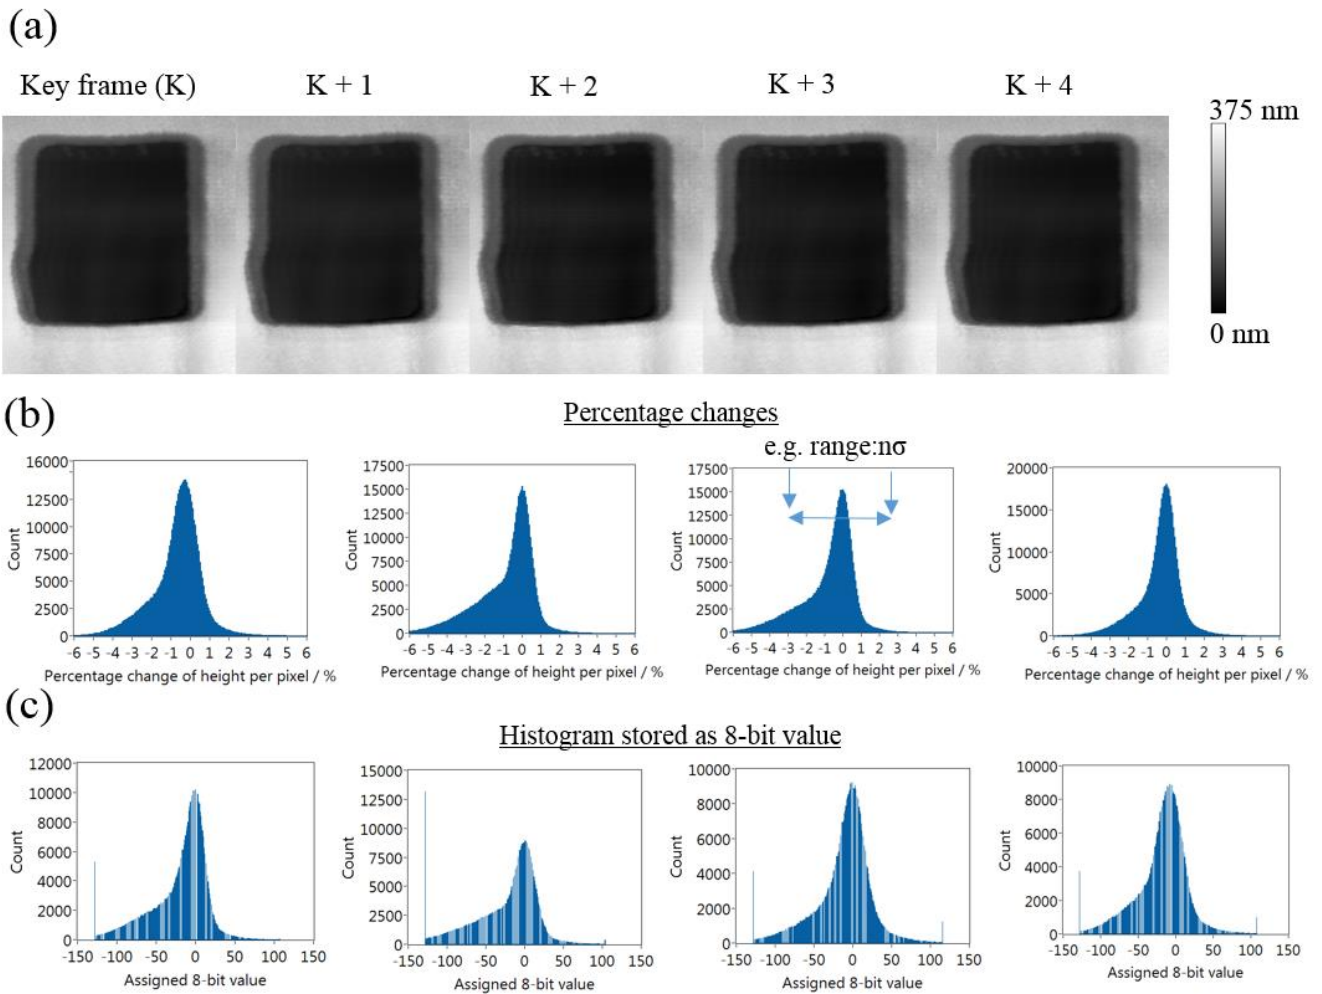 (a)
Key frame (K) K + 1 K + 2 K + 3 K + 4
375 nm
0 nm
(b)
Percentage changes
e.g. range:nσ
16000
12500
10000
7500
5000
2500
0
Count
-6 -5 -4 -3 -2 -1 0 1 2 3 4 5 6
Percentage change of height per pixel / %
17500
15000
12500
10000
7500
5000
2500
0
Count
-6 -5 -4 -3 -2 -1 0 1 2 3 4 5 6
Percentage change of height per pixel / %
17500
15000
12500
10000
7500
5000
2500
0
Count
-6 -5 -4 -3 -2 -1 0 1 2 3 4 5 6
Percentage change of height per pixel / %
20000
15000
10000
5000
0
Count
-6 -5 -4 -3 -2 -1 0 1 2 3 4 5 6
Percentage change of height per pixel / %
(c)
Histogram stored as 8-bit value
12000
10000
8000
6000
4000
2000
0
Count
-150 -100 -50 0 50 100 150
Assigned 8-bit value
15000
12500
10000
7500
5000
2500
0
Count
-150 -100 -50 0 50 100 150
Assigned 8-bit value
10000
8000
6000
4000
2000
0
Count
-150 -100 -50 0 50 100 150
Assigned 8-bit value
10000
8000
6000
4000
2000
0
Count
-150 -100 -50 0 50 100 150
Assigned 8-bit value